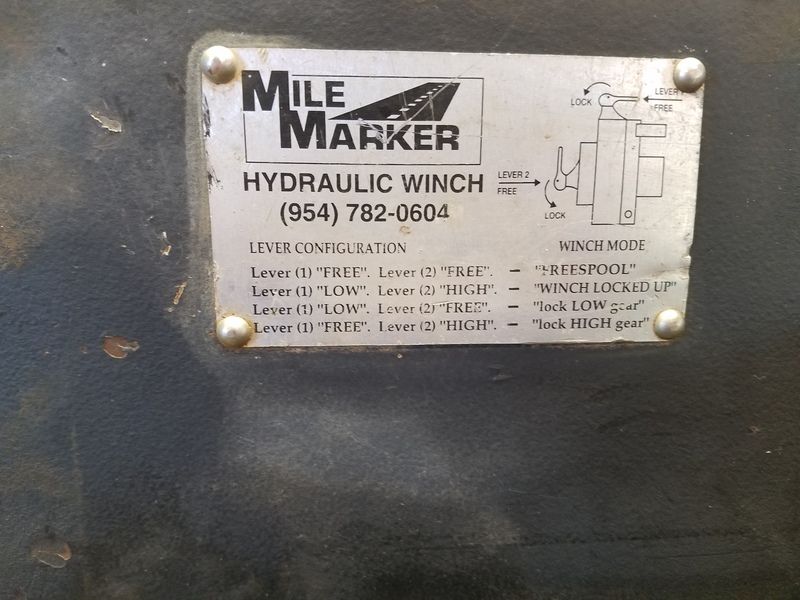 MILE
MARKER
HYDRAULIC WINCH
(954) 782-0604
LOCK
LEVER 1
FREE
LEVER 2
FREE
LOCK
LEVER CONFIGURATION WINCH MODE
Lever (1) "FREE". Lever (2) "FREE". – "FREESPOOL"
Lever (1) "LOW". Lever (2) "HIGH". – "WINCH LOCKED UP"
Lever (1) "LOW". Lever (2) "FREE". – "lock LOW gear"
Lever (1) "FREE". Lever (2) "HIGH". – "lock HIGH gear"